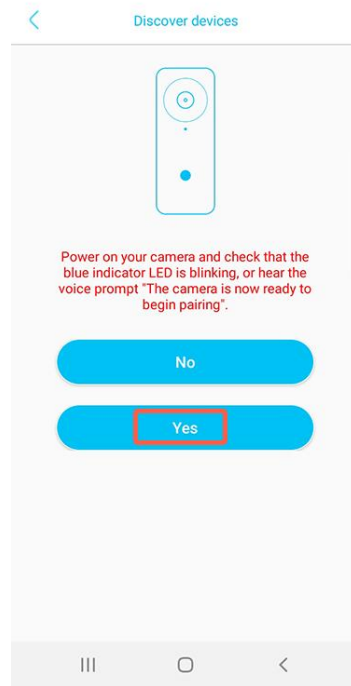 Discover devices
Power on your camera and check that the
blue indicator LED is blinking, or hear the
voice prompt "The camera is now ready to
begin pairing".
No
Yes